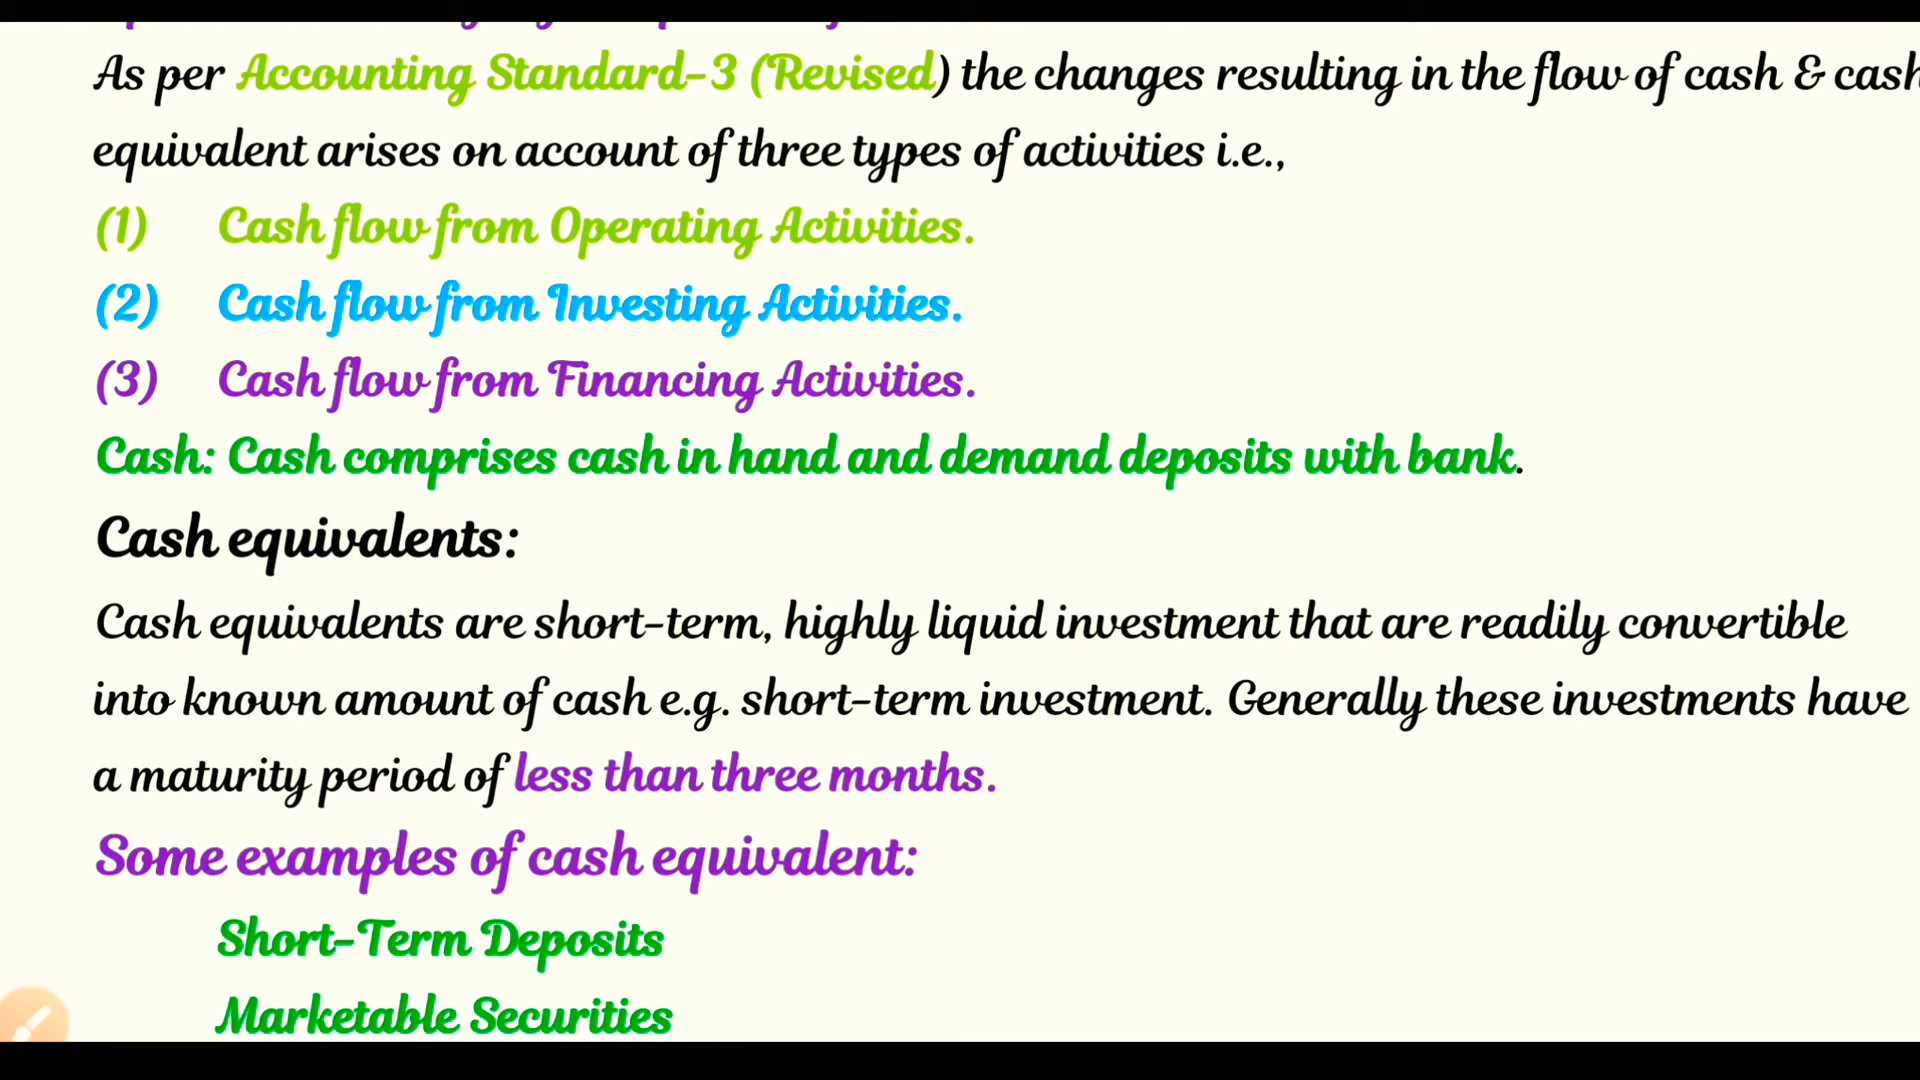 As per Accounting Standard-3 (Revised) the changes resulting in the flow of cash & cash
equivalent arises on account of three types of activities i.e.,
(1) Cash flow from Operating Activities.
(2) Cash flow from Investing Activities.
(3) Cash flow from Financing Activities.
Cash: Cash comprises cash in hand and demand deposits with bank.
Cash equivalents:
Cash equivalents are short-term, highly liquid investment that are readily convertible
into known amount of cash e.g. short-term investment. Generally these investments have
a maturity period of less than three months.
Some examples of cash equivalent:
Short-Term Deposits
Marketable Securities